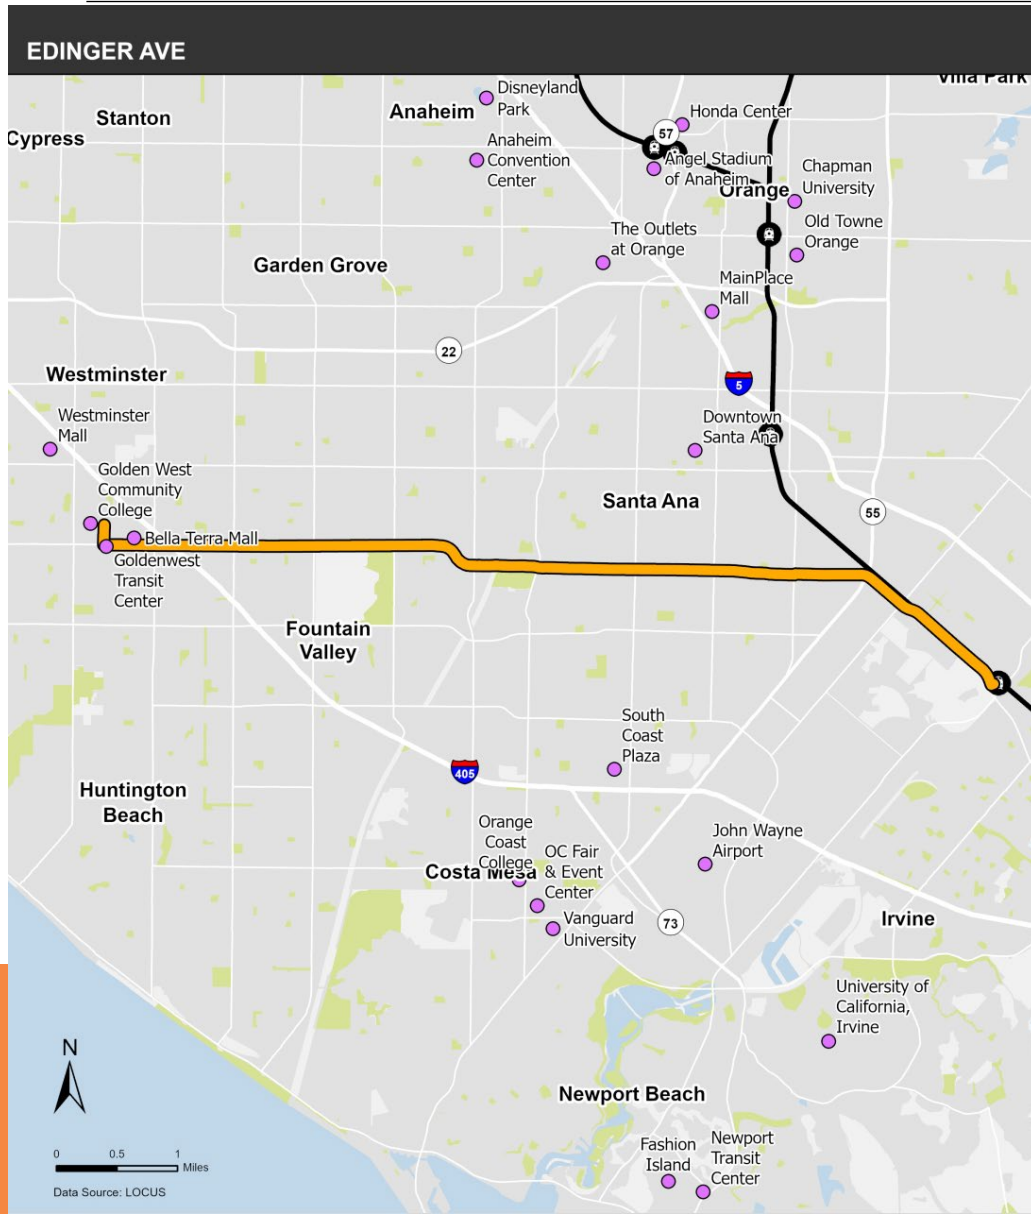 EDINGER AVE
Villa Park
Disneyland
Park
Stanton
Anaheim
Honda Center
57
Cypress
Anaheim
Convention
Center
Angel Stadium
of Anaheim
Chapman
University
Orange
Old Towne
Orange
The Outlets
at Orange
Garden Grove
MainPlace
Mall
22
Westminster
5
Westminster
Mall
Downtown
Santa Ana
Golden West
Community
College
Santa Ana
55
Bella Terra Mall
Goldenwest
Transit
Center
Fountain
Valley
South
Coast
Plaza
405
Huntington
Beach
Orange
Coast
College
John Wayne
Airport
OC Fair
& Event
Center
Costa Mesa
Vanguard
University
73
Irvine
University of
California,
Irvine
N
Newport Beach
Fashion
Island
Newport
Transit
Center
0 0.5 1
Miles
Data Source: LOCUS